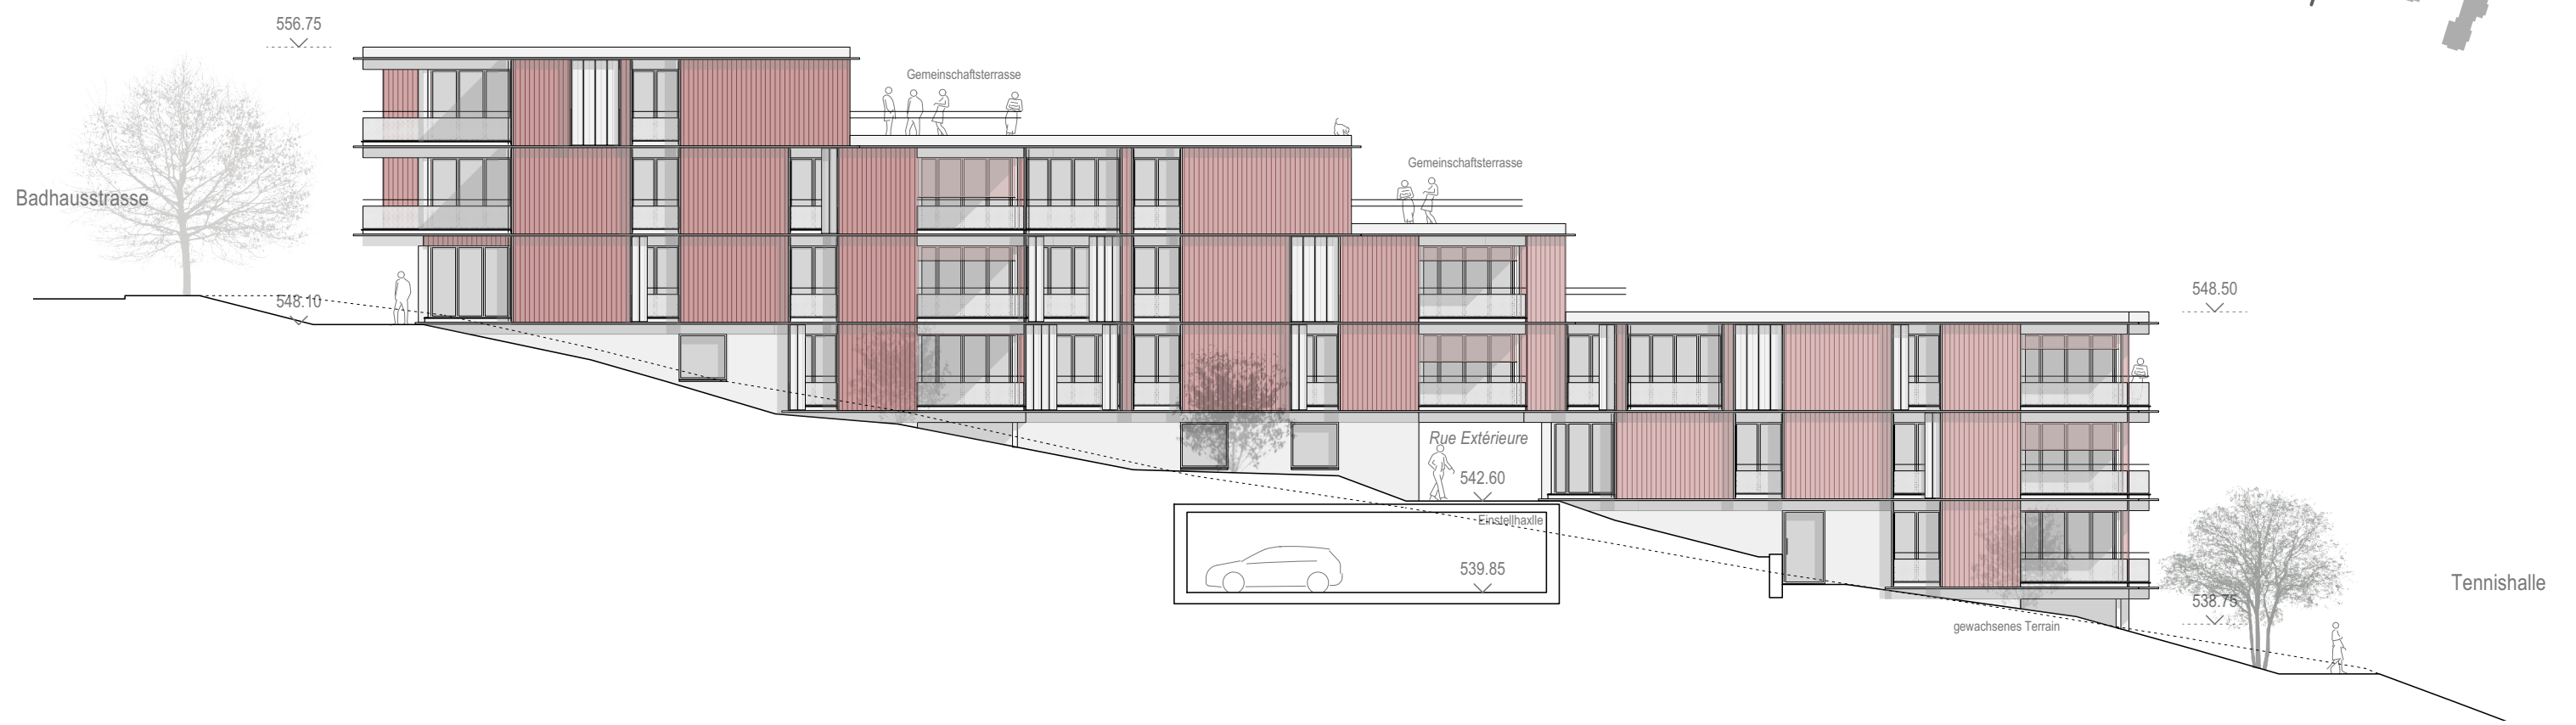 556.75
Gemeinschaftsterrasse
Gemeinschaftsterrasse
Badhausstrasse
548.10
548.50
Rue Extérieure
542.60
Einstellhaxlle
539.85
Tennishalle
538.75
gewachsenes Terrain